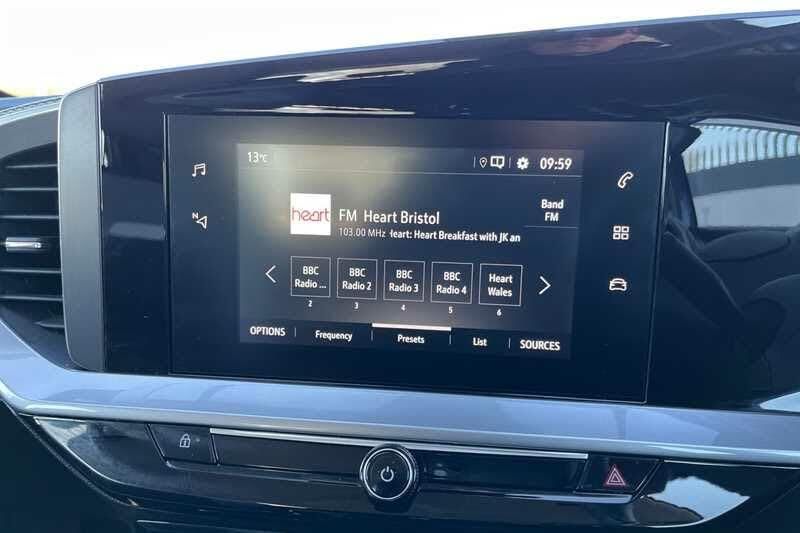 13°C
09:59
heart
FM Heart Bristol
103.00 MHz Heart: Heart Breakfast with JK an
Band
FM
BBC
Radio ...
BBC
Radio 2
BBC
Radio 3
BBC
Radio 4
Heart
Wales
2
3
4
5
6
OPTIONS
Frequency
Presets
List
SOURCES
N